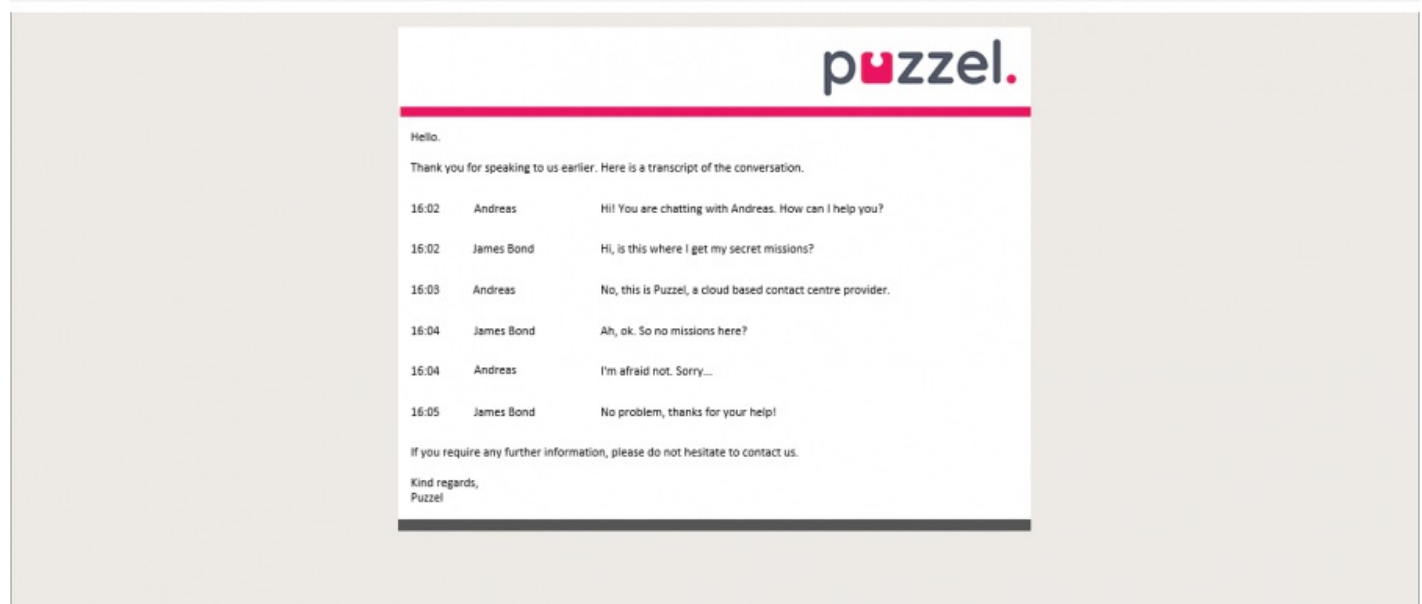 puzzel.
Hello.
Thank you for speaking to us earlier. Here is a transcript of the conversation.
16:02 Andreas Hi! You are chatting with Andreas. How can I help you?
16:02 James Bond Hi, is this where I get my secret missions?
16:03 Andreas No, this is Puzzel, a cloud based contact centre provider.
16:04 James Bond Ah, ok. So no missions here?
16:04 Andreas I'm afraid not. Sorry...
16:05 James Bond No problem, thanks for your help!
If you require any further information, please do not hesitate to contact us.
Kind regards,
Puzzel